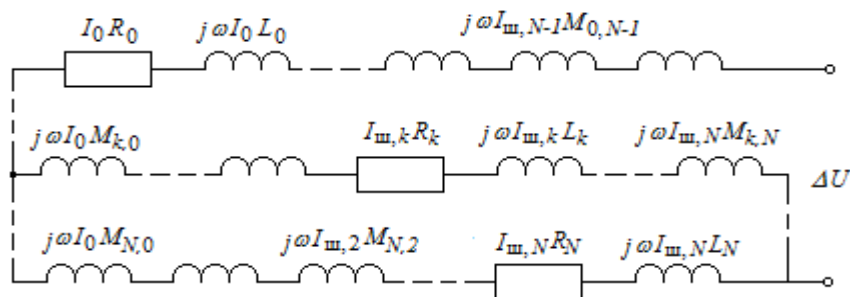 I₀R₀ jωI₀L₀ jωIш,N-1M0,N-1
jωI₀Mk,0 Iш,kRk jωIш,kLk jωIш,NMk,N
ΔU
jωI₀MN,0 jωIш,2MN,2 Iш,NRN jωIш,NLN